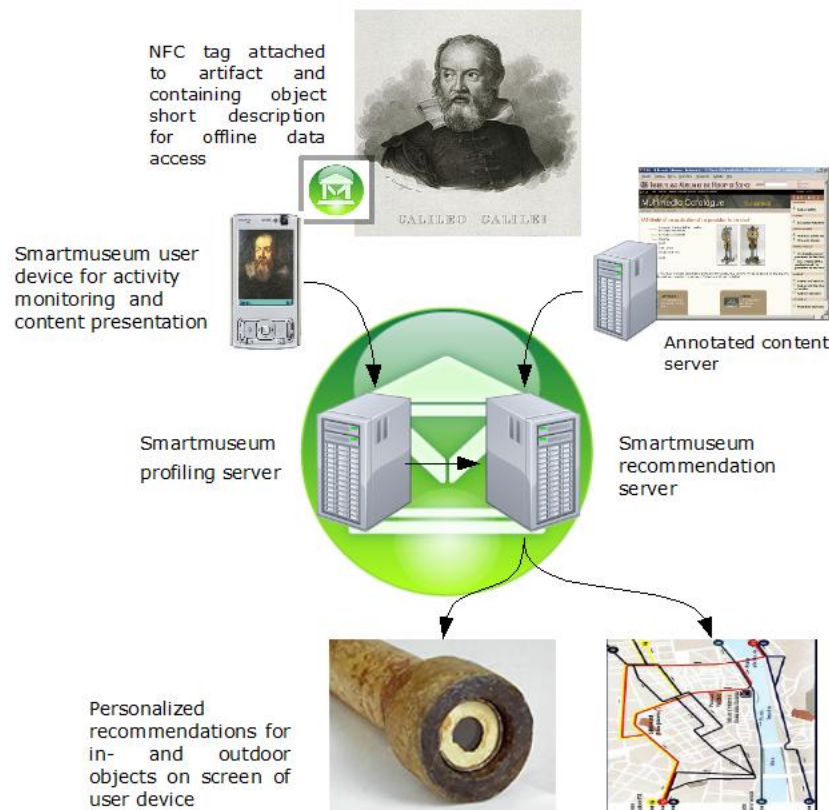 NFC tag attached
to artifact and
containing object
short description
for offline data
access
GALILEO GALILEI
Smartmuseum user
device for activity
monitoring and
content presentation
Multimedia Catalogue
Annotated content
server
Smartmuseum
profiling server
Smartmuseum
recommendation
server
Personalized
recommendations for
in- and outdoor
objects on screen of
user device